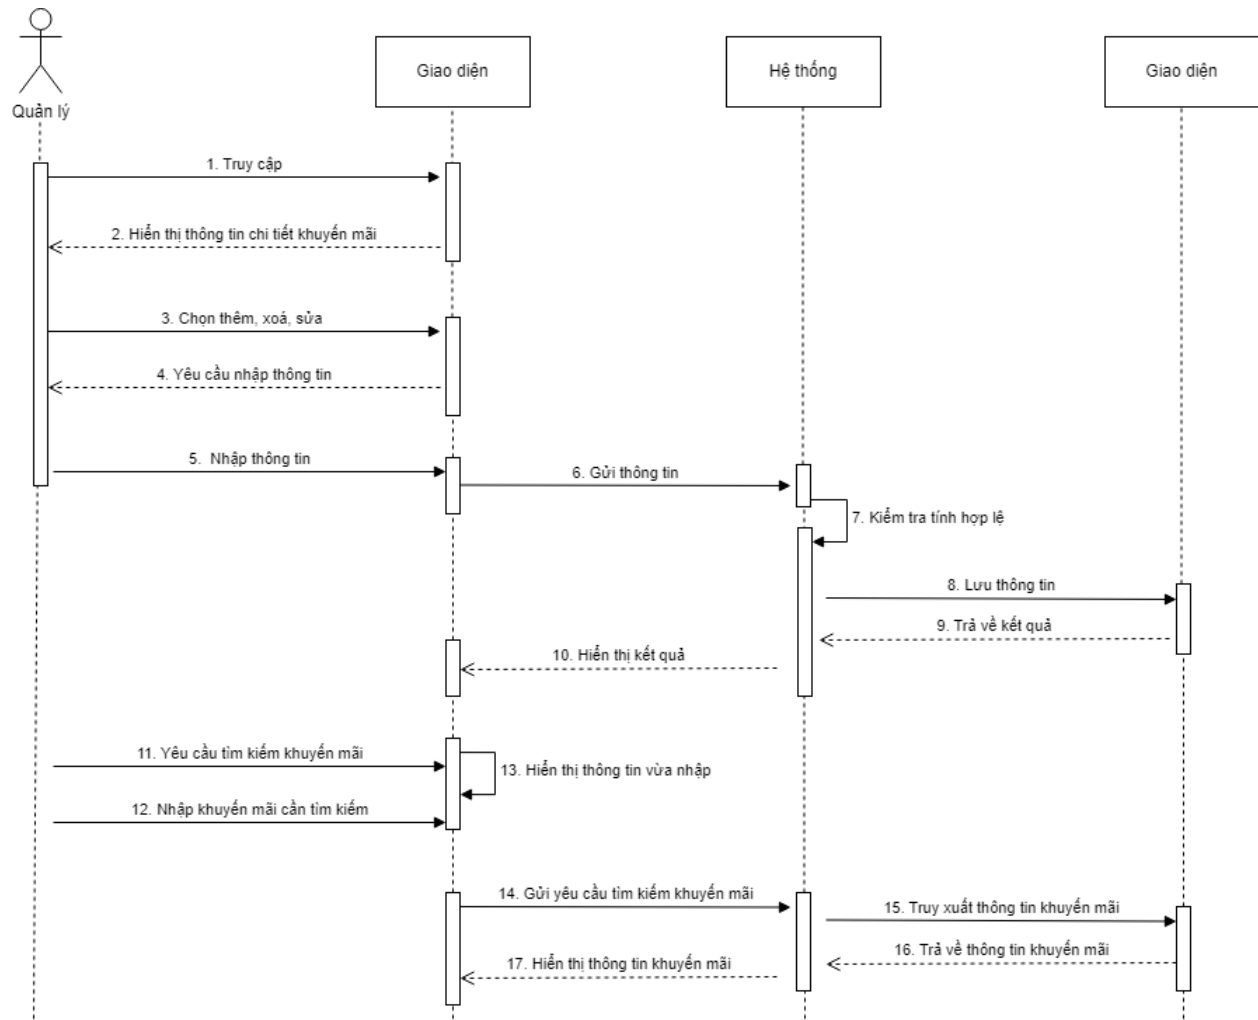 Giao diện
Hệ thống
Giao diện
Quản lý
1. Truy cập
2. Hiển thị thông tin chi tiết khuyến mãi
3. Chọn thêm, xoá, sửa
4. Yêu cầu nhập thông tin
5. Nhập thông tin
6. Gửi thông tin
7. Kiểm tra tính hợp lệ
8. Lưu thông tin
9. Trả về kết quả
10. Hiển thị kết quả
11. Yêu cầu tìm kiếm khuyến mãi
13. Hiển thị thông tin vừa nhập
12. Nhập khuyến mãi cần tìm kiếm
14. Gửi yêu cầu tìm kiếm khuyến mãi
15. Truy xuất thông tin khuyến mãi
16. Trả về thông tin khuyến mãi
17. Hiển thị thông tin khuyến mãi